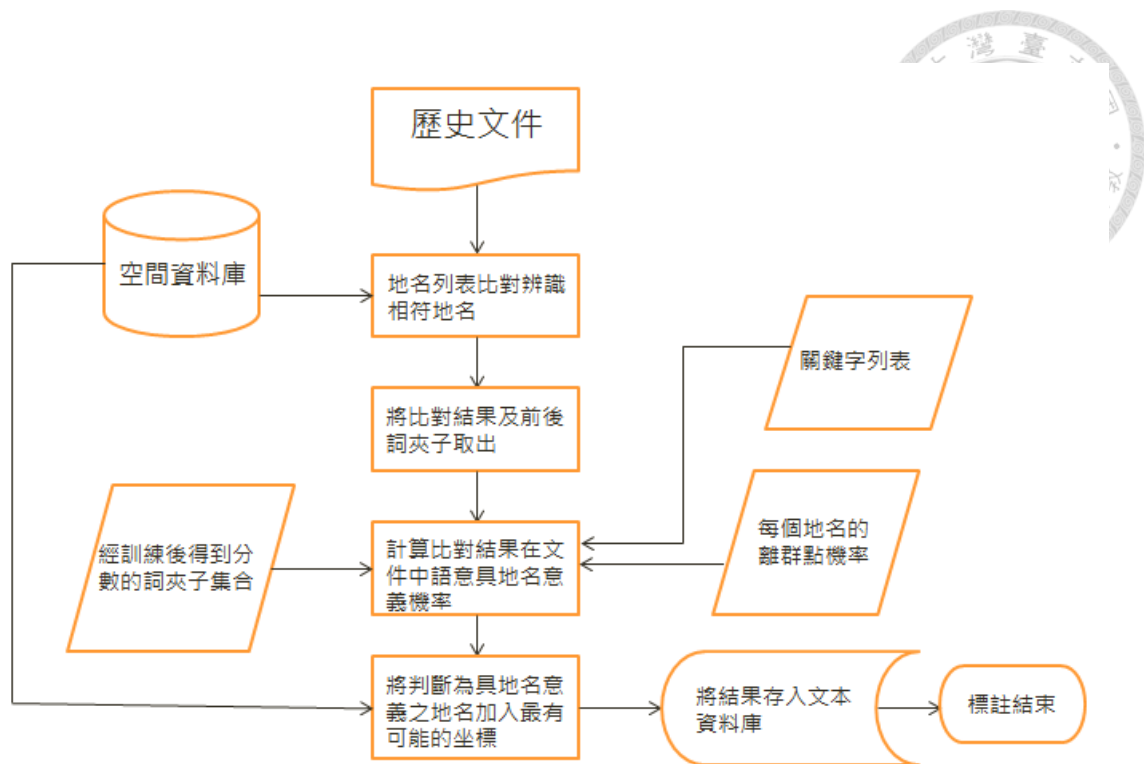 灣臺
歷史文件
空間資料庫
地名列表比對辨識
相符地名
關鍵字列表
將比對結果及前後
詞夾子取出
經訓練後得到分
數的詞夾子集合
計算比對結果在文
件中語意具地名意
義機率
每個地名的
離群點機率
將判斷為具地名意
義之地名加入最有
可能的坐標
將結果存入文本
資料庫
標註結束